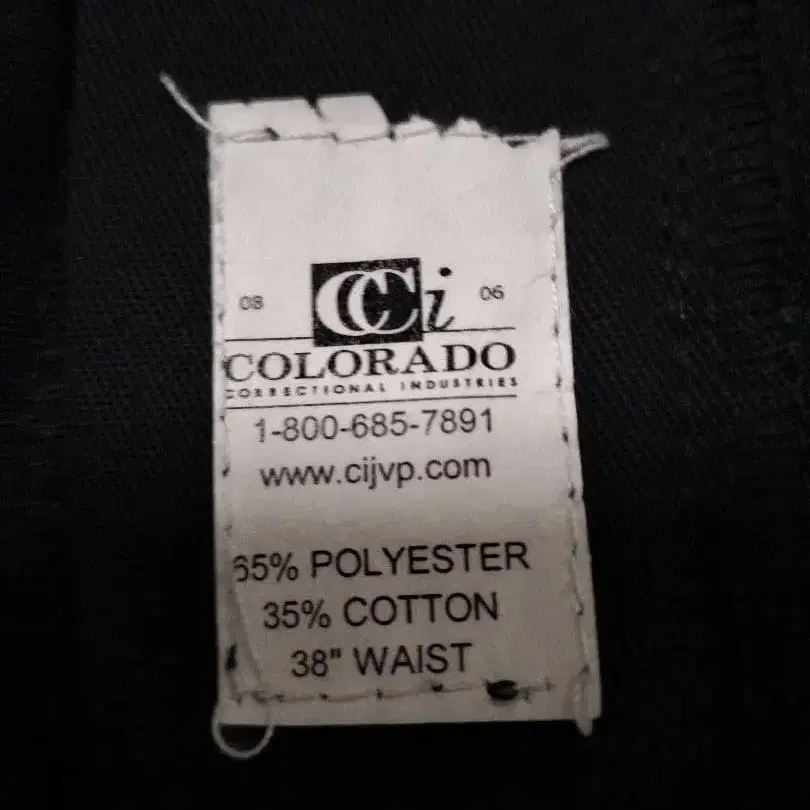 08 CCi 06
COLORADO
CORRECTIONAL INDUSTRIES
1-800-685-7891
www.cijvp.com
65% POLYESTER
35% COTTON
38" WAIST